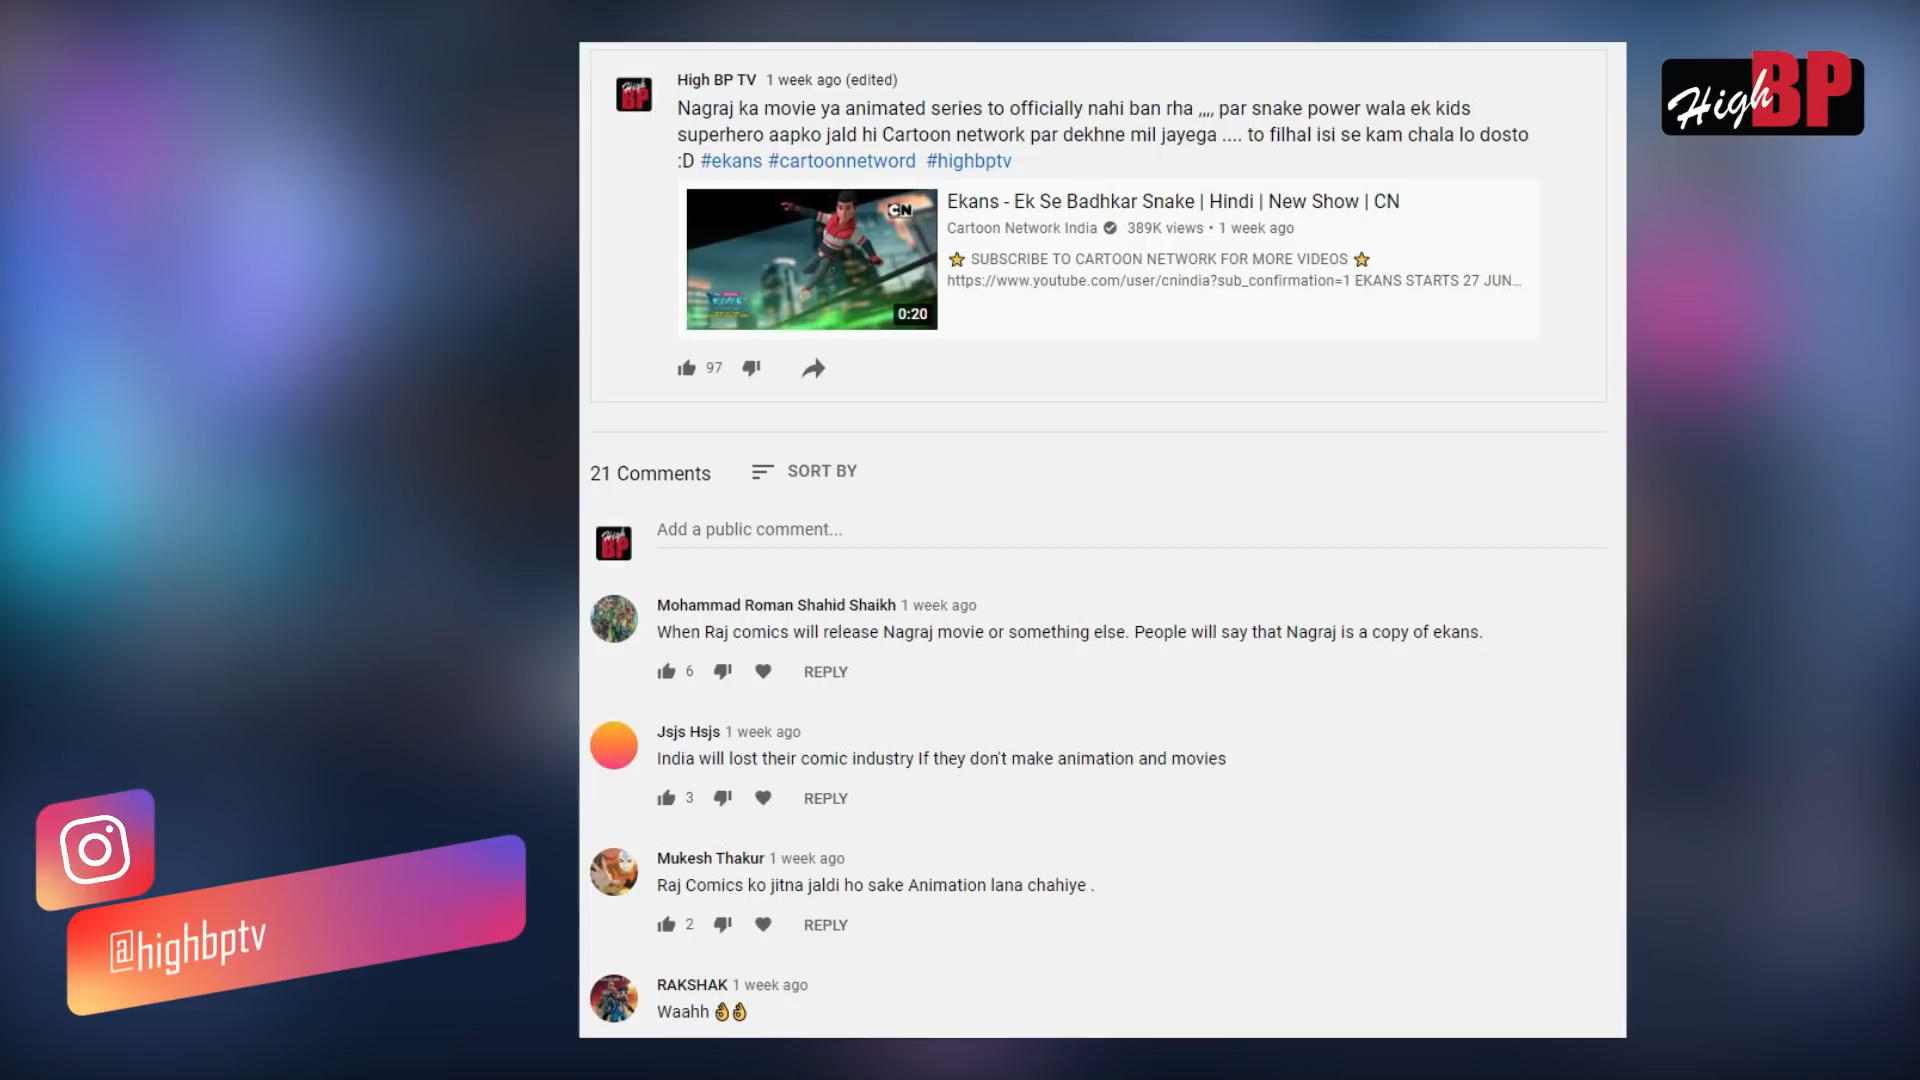 High BP TV 1 week ago (edited)
Nagraj ka movie ya animated series to officially nahi ban rha ,,,, par snake power wala ek kids
superhero aapko jald hi Cartoon network par dekhne mil jayega .... to filhal isi se kam chala lo dosto
:D #ekans #cartoonnetword #highbptv
Ekans - Ek Se Badhkar Snake | Hindi | New Show | CN
Cartoon Network India 389K views • 1 week ago
⭐ SUBSCRIBE TO CARTOON NETWORK FOR MORE VIDEOS ⭐
https://www.youtube.com/user/cnindia?sub_confirmation=1 EKANS STARTS 27 JUN...
CN
0:20
97
21 Comments SORT BY
High BP
Add a public comment...
Mohammad Roman Shahid Shaikh 1 week ago
When Raj comics will release Nagraj movie or something else. People will say that Nagraj is a copy of ekans.
6 REPLY
Jsjs Hsjs 1 week ago
India will lost their comic industry If they don't make animation and movies
3 REPLY
Mukesh Thakur 1 week ago
Raj Comics ko jitna jaldi ho sake Animation lana chahiye .
2 REPLY
RAKSHAK 1 week ago
Waahh 👌👌
High BP
@highbptv